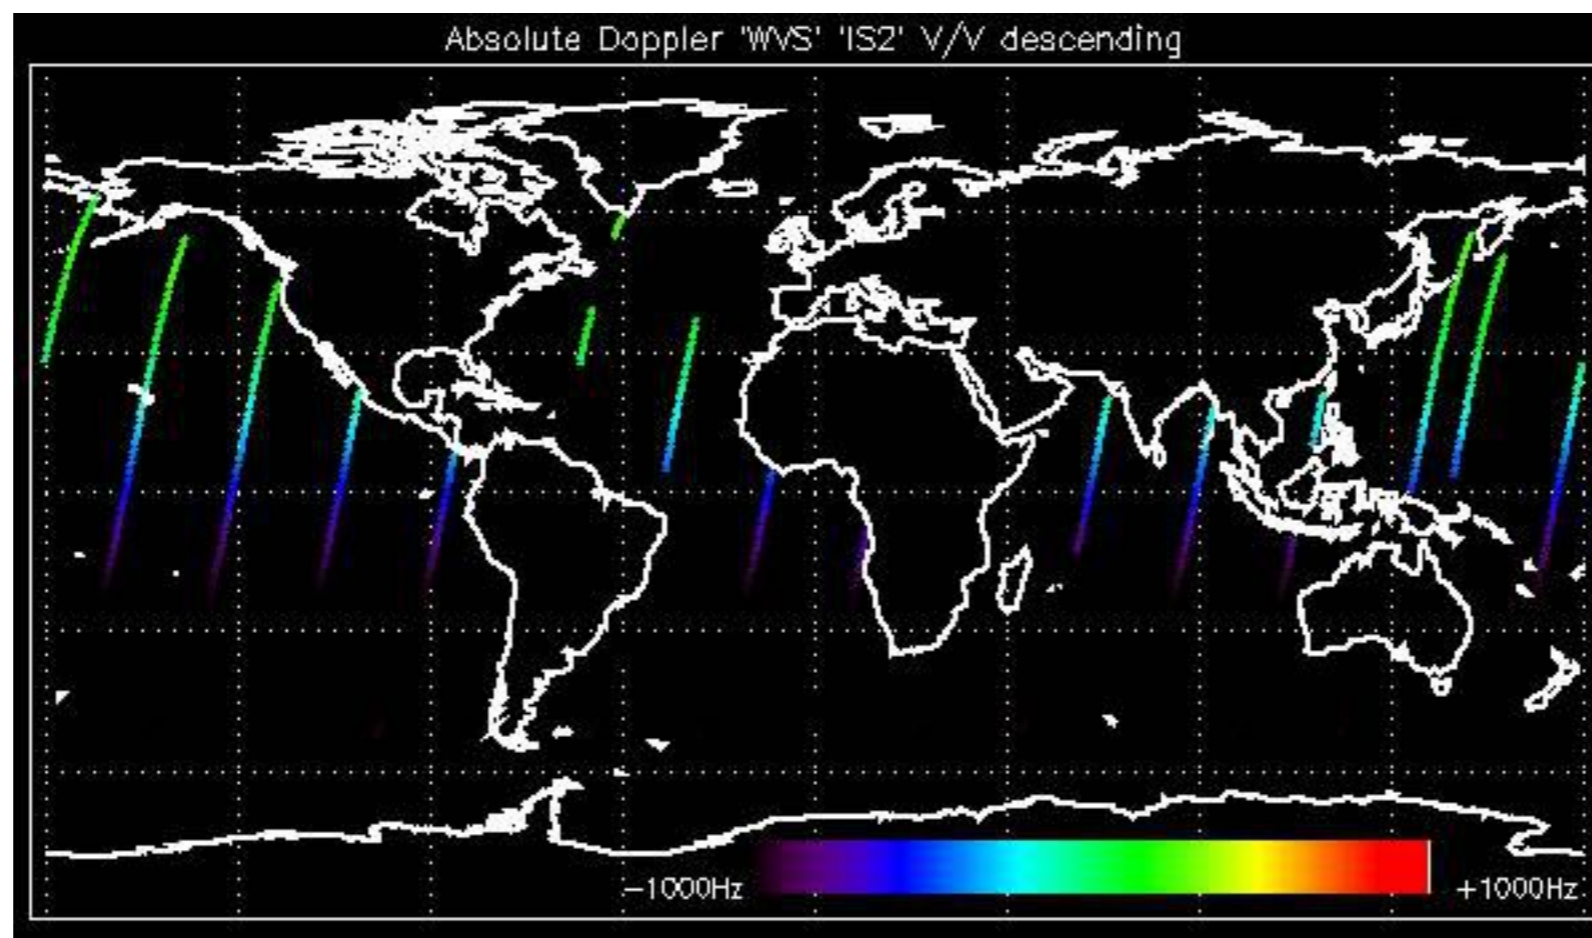 Absolute Doppler 'WVS' 'IS2' V/V descending
−1000Hz
+1000Hz